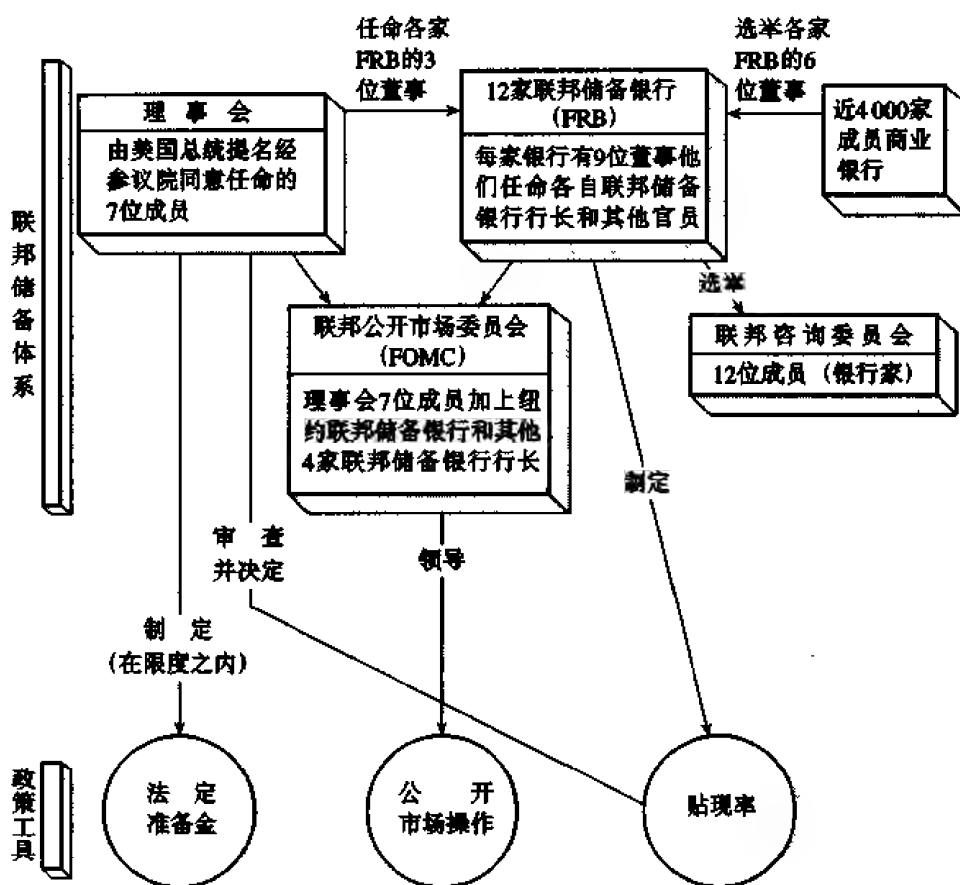 任命各家
FRB的3
位董事
选举各家
FRB的6
位董事
理事会
由美国总统提名经
参议院同意任命的
7位成员
12家联邦储备银行
(FRB)
每家银行有9位董事他
们任命各自联邦储备
银行行长和其他官员
近4000家
成员商业
银行
联邦储备体系
选举
联邦公开市场委员会
(FOMC)
理事会7位成员加上纽
约联邦储备银行和其他
4家联邦储备银行行长
联邦咨询委员会
12位成员（银行家）
审查
并决定
领导
制定
制定
(在限度之内)
政策工具
法定
准备金
公开
市场操作
贴现率